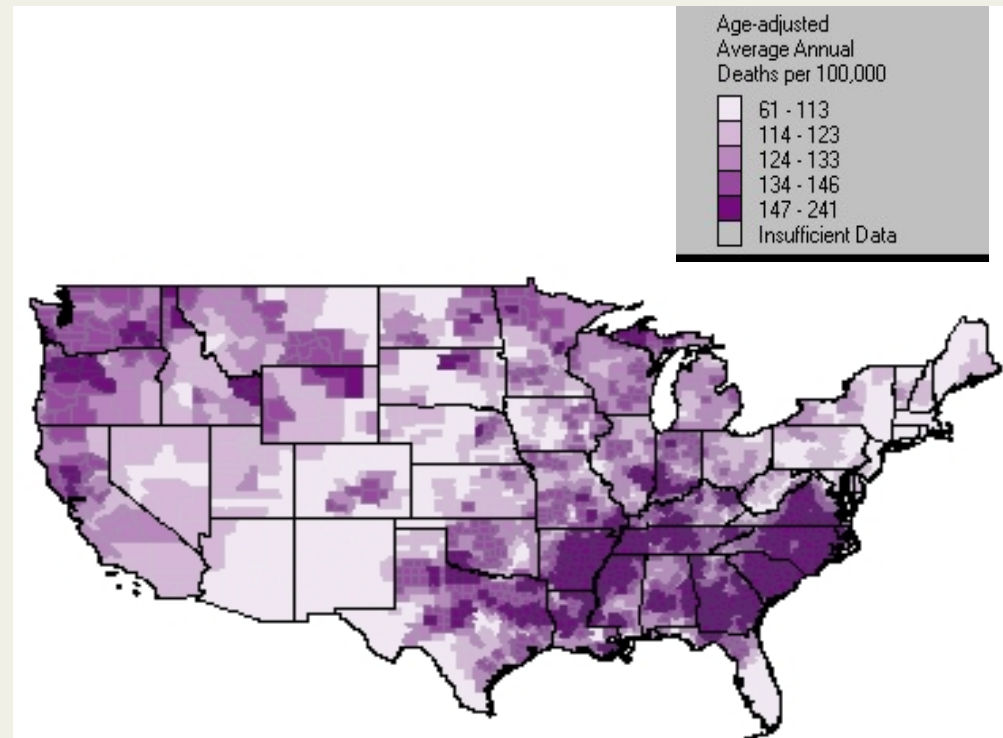 Age-adjusted
Average Annual
Deaths per 100,000
61 - 113
114 - 123
124 - 133
134 - 146
147 - 241
Insufficient Data